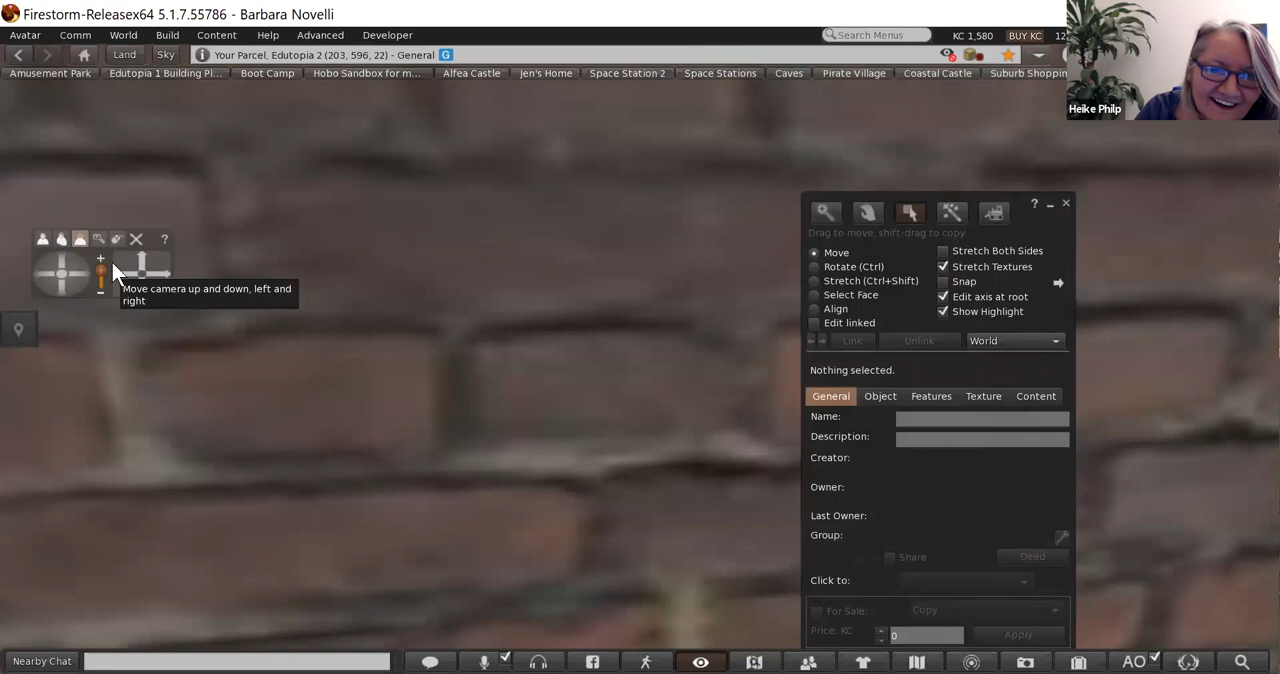 Firestorm-Releasex64 5.1.7.55786 - Barbara Novelli
Avatar Comm World Build Content Help Advanced Developer
Search Menus KC 1,580 BUY KC 12
Land Sky Your Parcel, Edutopia 2 (203, 596, 22) - General G
Amusement Park Edutopia 1 Building Pl... Boot Camp Hobo Sandbox for m... Alfea Castle Jen's Home Space Station 2 Space Stations Caves Pirate Village Coastal Castle Suburb Shoppin
Heike Philp
?
Move camera up and down, left and
right
? _ ×
Drag to move, shift-drag to copy
Move Stretch Both Sides
Rotate (Ctrl) Stretch Textures
Stretch (Ctrl+Shift) Snap
Select Face Edit axis at root
Align Show Highlight
Edit linked
Link Unlink World
Nothing selected.
General Object Features Texture Content
Name:
Description:
Creator:
Owner:
Last Owner:
Group:
Share Deed
Click to:
For Sale: Copy
Price: KC 0 Apply
Nearby Chat AO